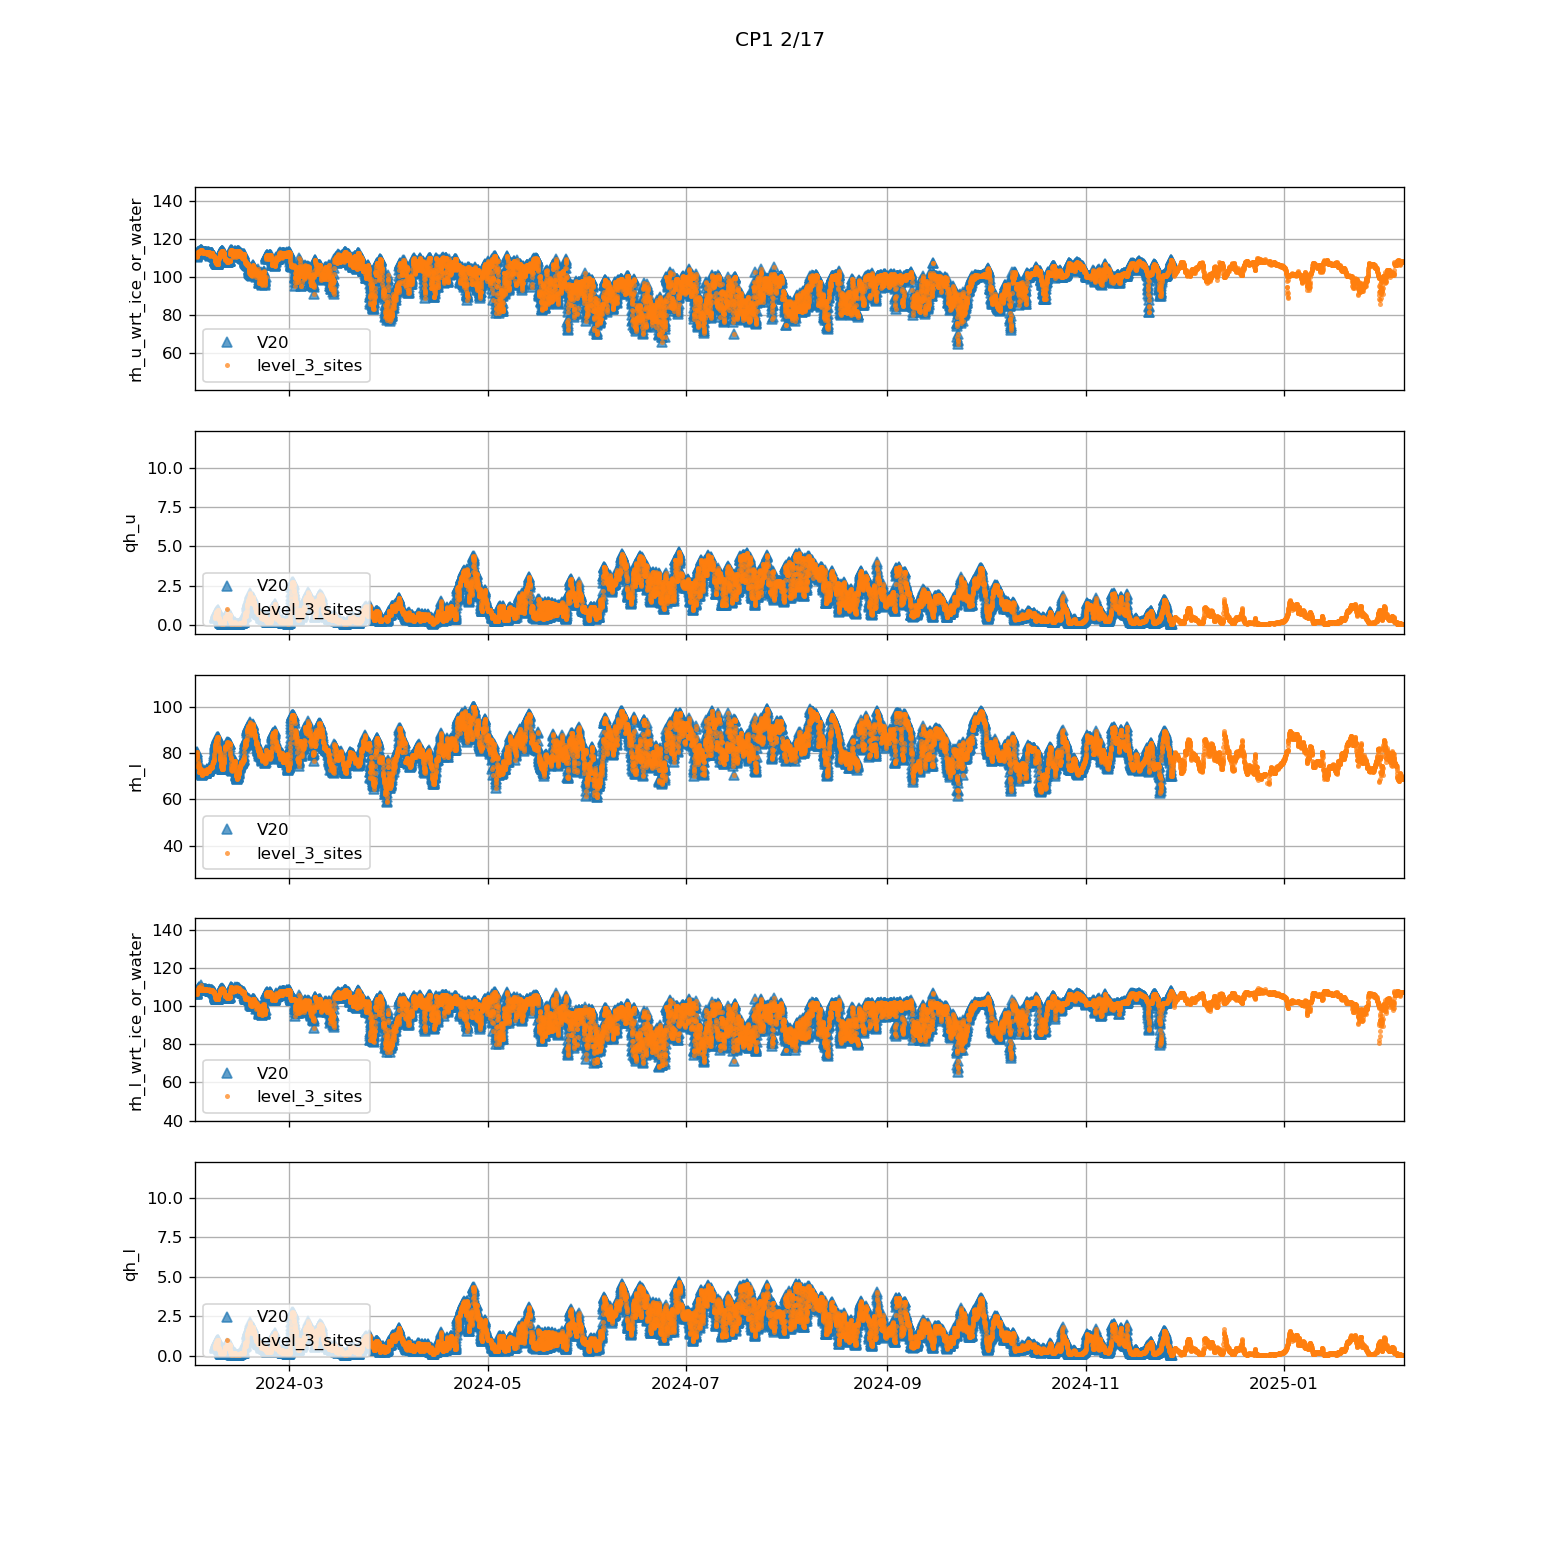 CP1 2/17
rh_u_wrt_ice_or_water
140
120
100
80
60
V20
level_3_sites
qh_u
10.0
7.5
5.0
2.5
0.0
V20
level_3_sites
rh_l
100
80
60
40
V20
level_3_sites
rh_l_wrt_ice_or_water
140
120
100
80
60
40
V20
level_3_sites
qh_l
10.0
7.5
5.0
2.5
0.0
V20
level_3_sites
2024-03 2024-05 2024-07 2024-09 2024-11 2025-01